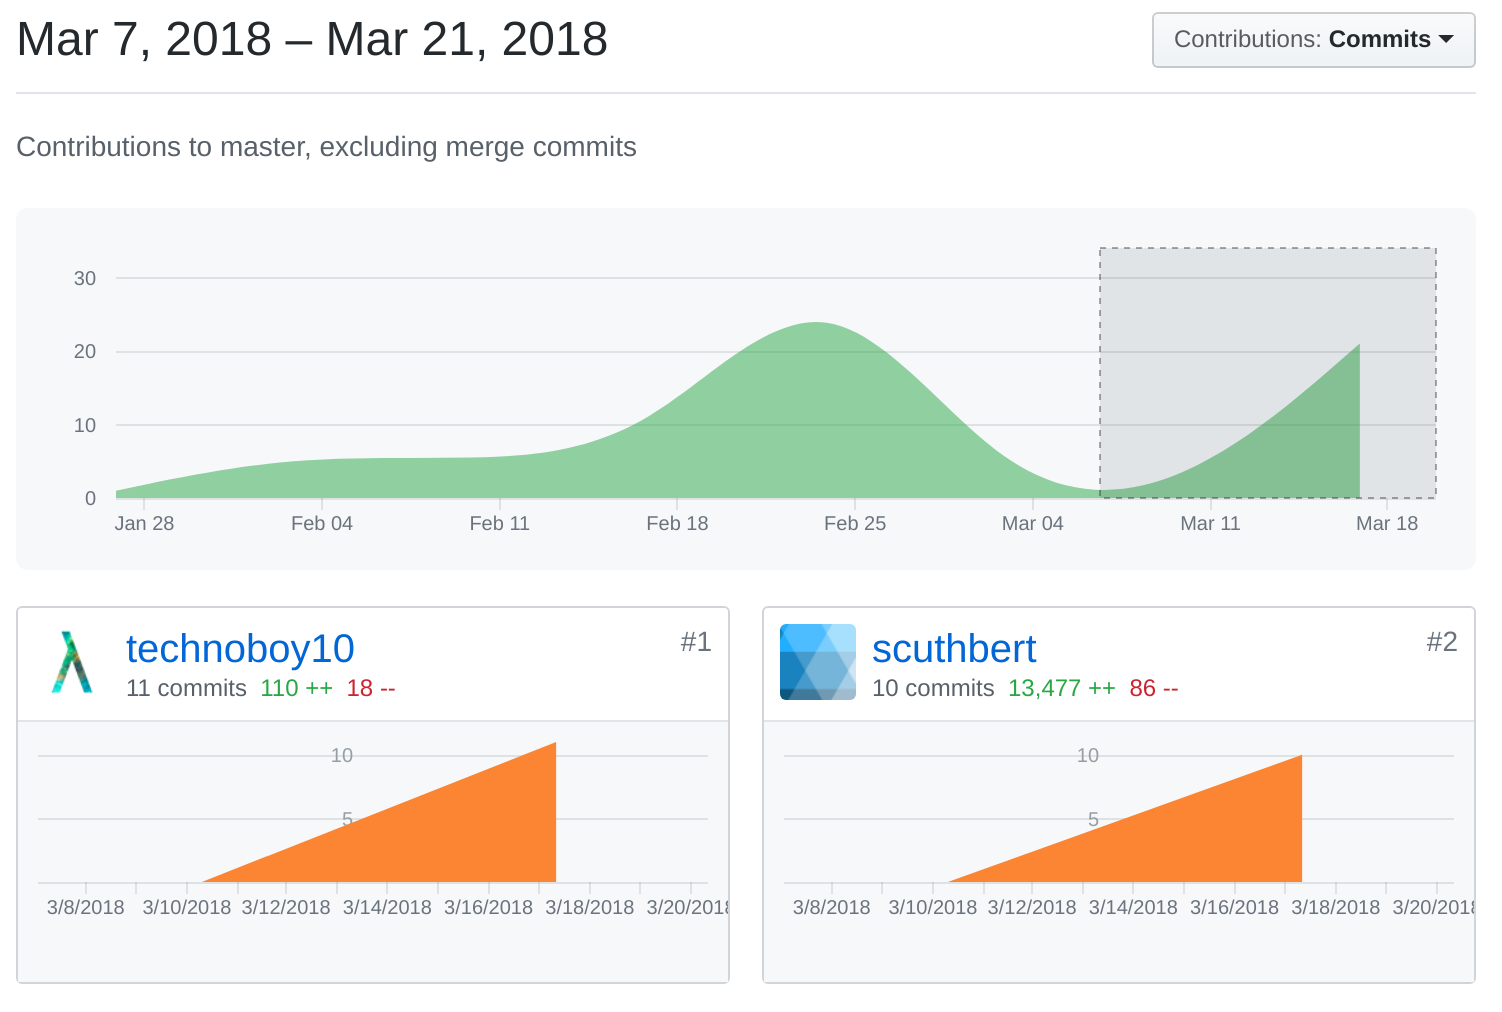 Mar 7, 2018 – Mar 21, 2018
Contributions: Commits
Contributions to master, excluding merge commits
30
20
10
0
Jan 28 Feb 04 Feb 11 Feb 18 Feb 25 Mar 04 Mar 11 Mar 18
technoboy10 #1
11 commits 110 ++ 18 --
10
5
3/8/2018 3/10/2018 3/12/2018 3/14/2018 3/16/2018 3/18/2018 3/20/2018
scuthbert #2
10 commits 13,477 ++ 86 --
10
5
3/8/2018 3/10/2018 3/12/2018 3/14/2018 3/16/2018 3/18/2018 3/20/2018